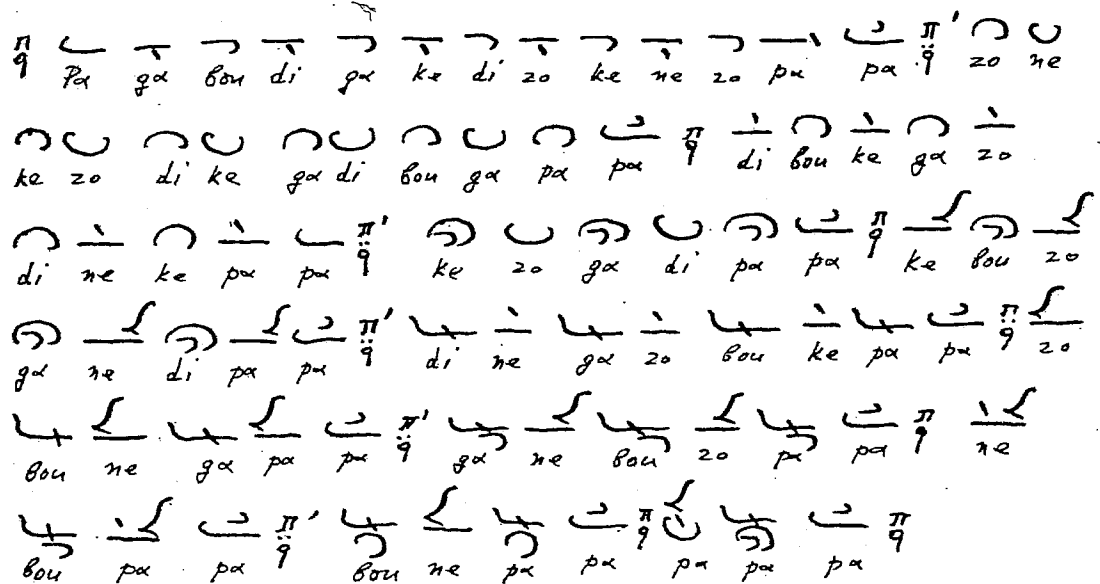 π q Pa ga bou di ga ke di zo ke ne zo pa pa π' q zo ne
ke zo di ke ga di bou ga pa pa π q di bou ke ga zo
di ne ke pa pa π' q ke zo ga di pa pa π q ke bou zo
ga ne di pa pa π' q di ne ga zo bou ke pa pa π q zo
bou ne ga pa pa π' q ga ne bou zo pa pa π q ne
bou pa pa π' q bou ne pa pa π q pa pa pa π q